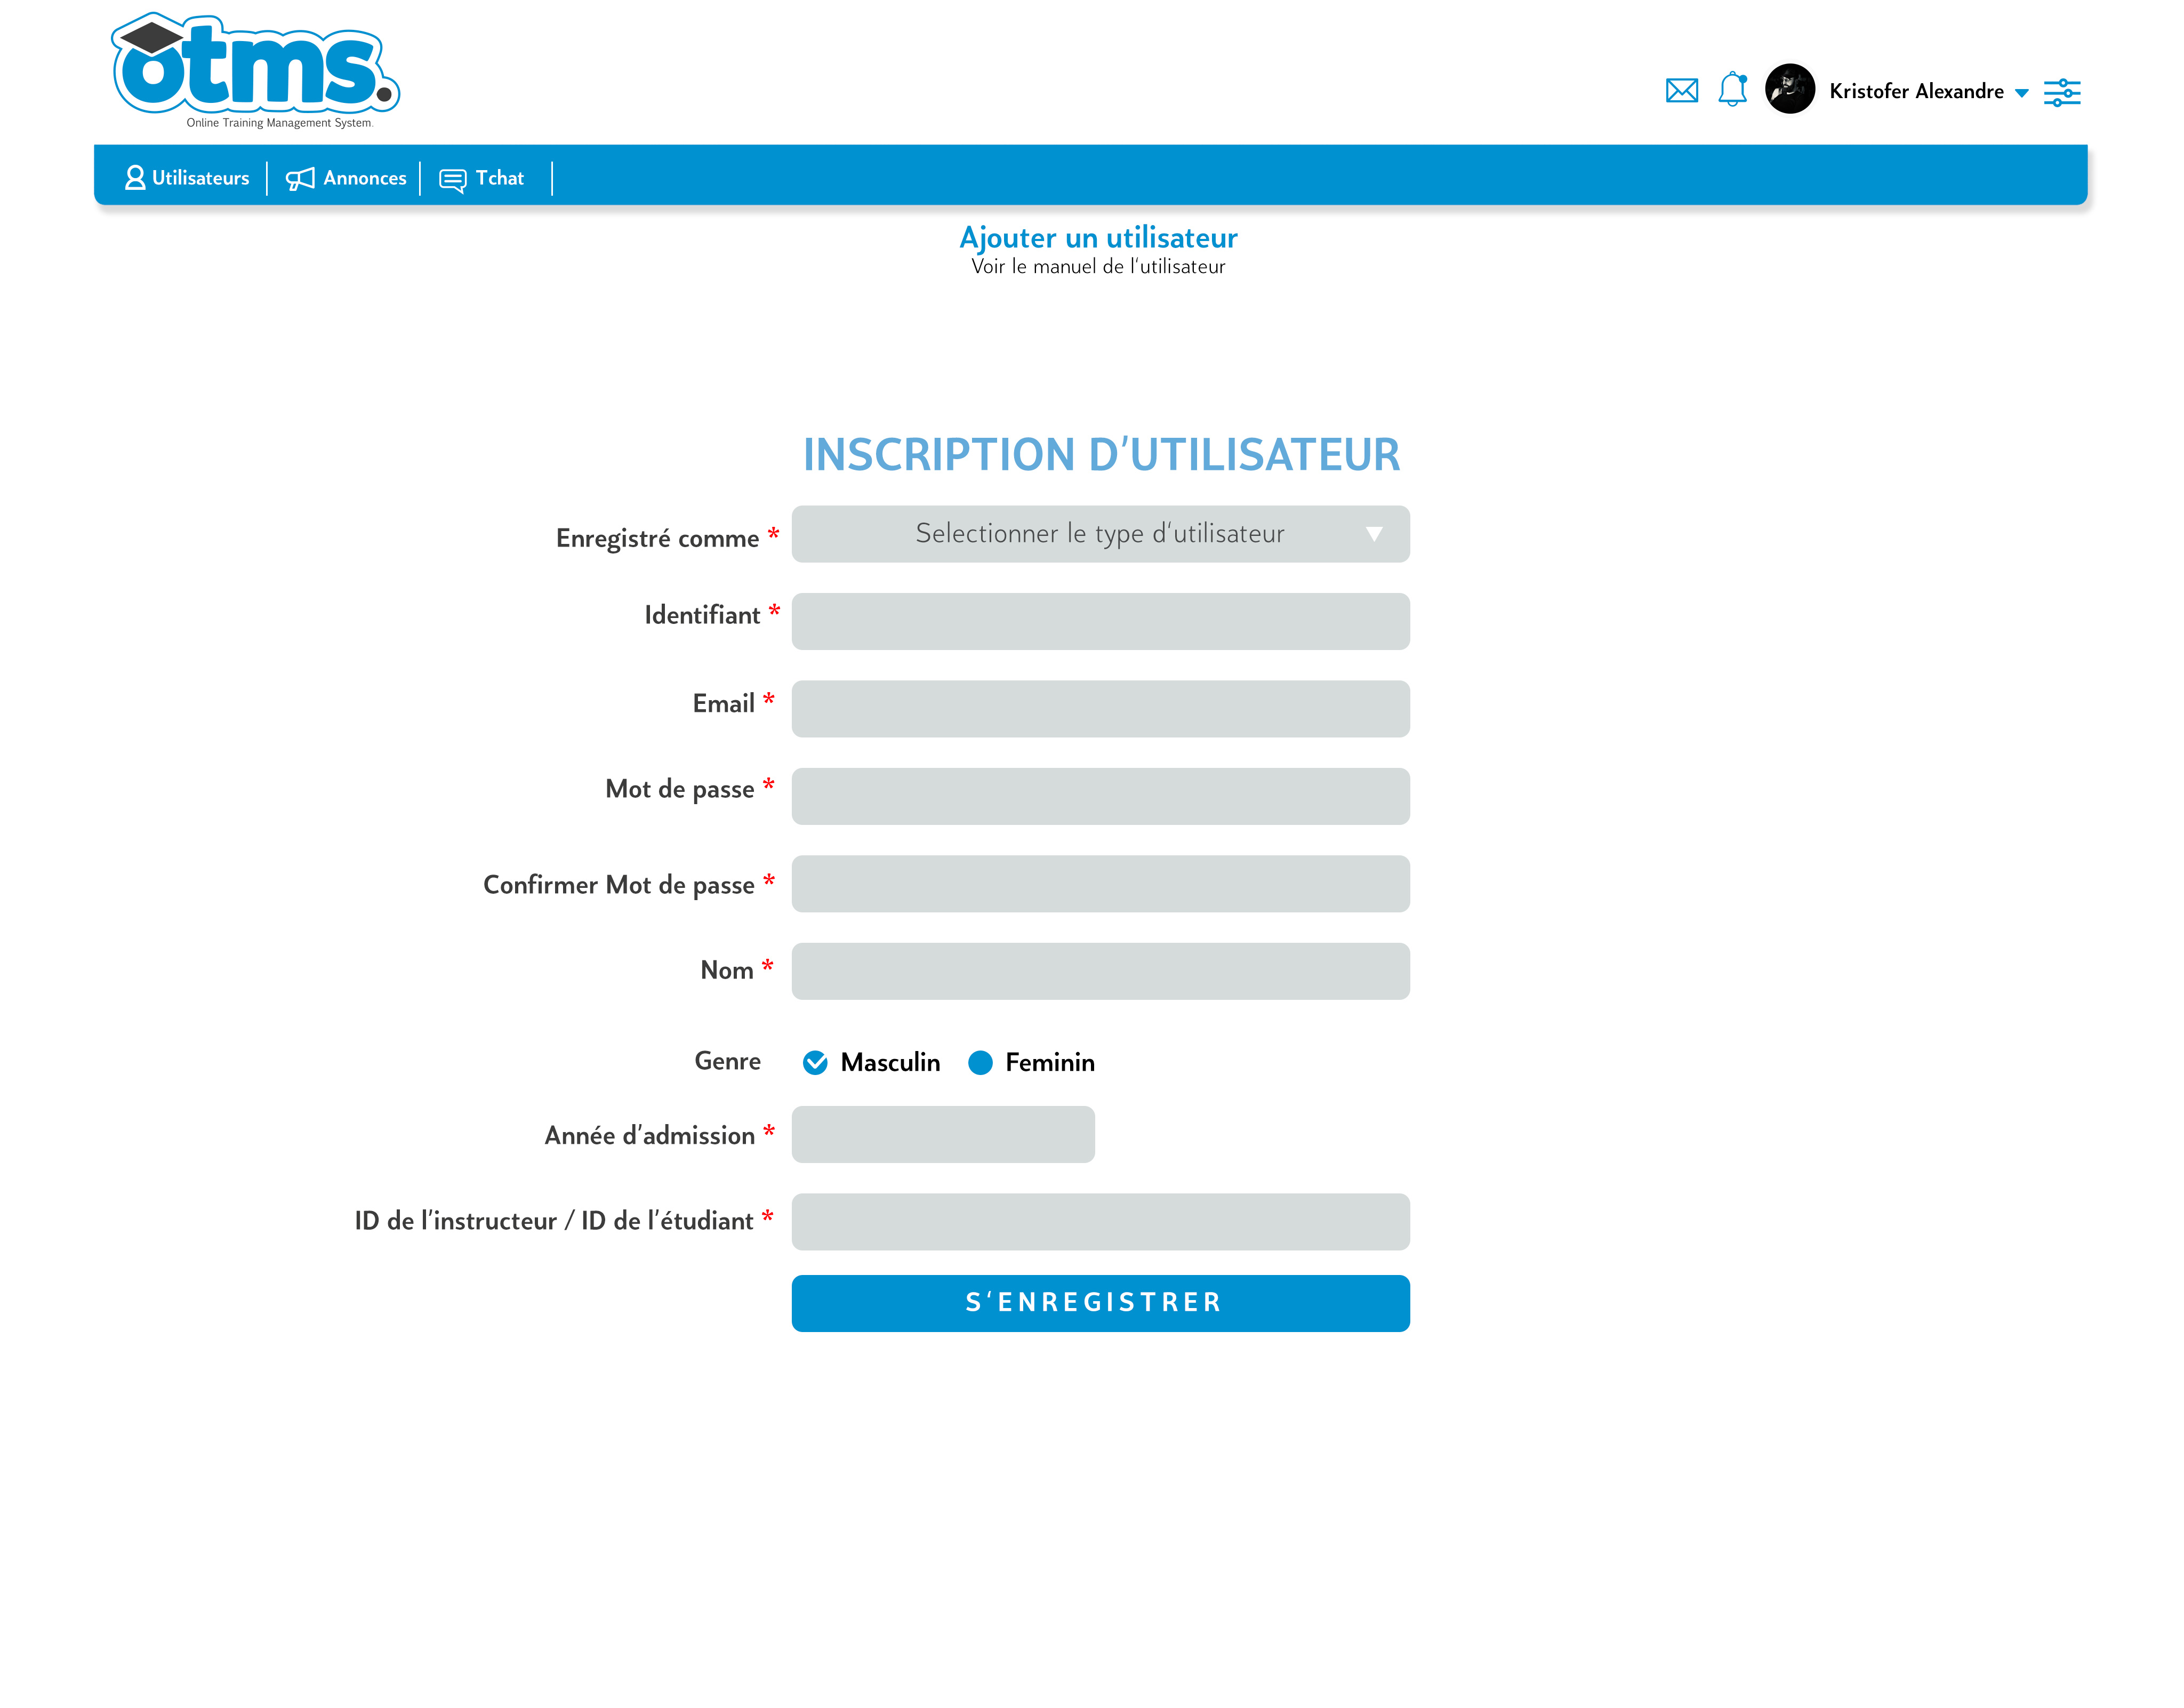 otms.
Online Training Management System.
Kristofer Alexandre
Utilisateurs
Annonces
Tchat
Ajouter un utilisateur
Voir le manuel de l'utilisateur
INSCRIPTION D'UTILISATEUR
Enregistré comme *
Selectionner le type d'utilisateur
Identifiant *
Email *
Mot de passe *
Confirmer Mot de passe *
Nom *
Genre
Masculin
Feminin
Année d'admission *
ID de l'instructeur / ID de l'étudiant *
S'ENREGISTRER